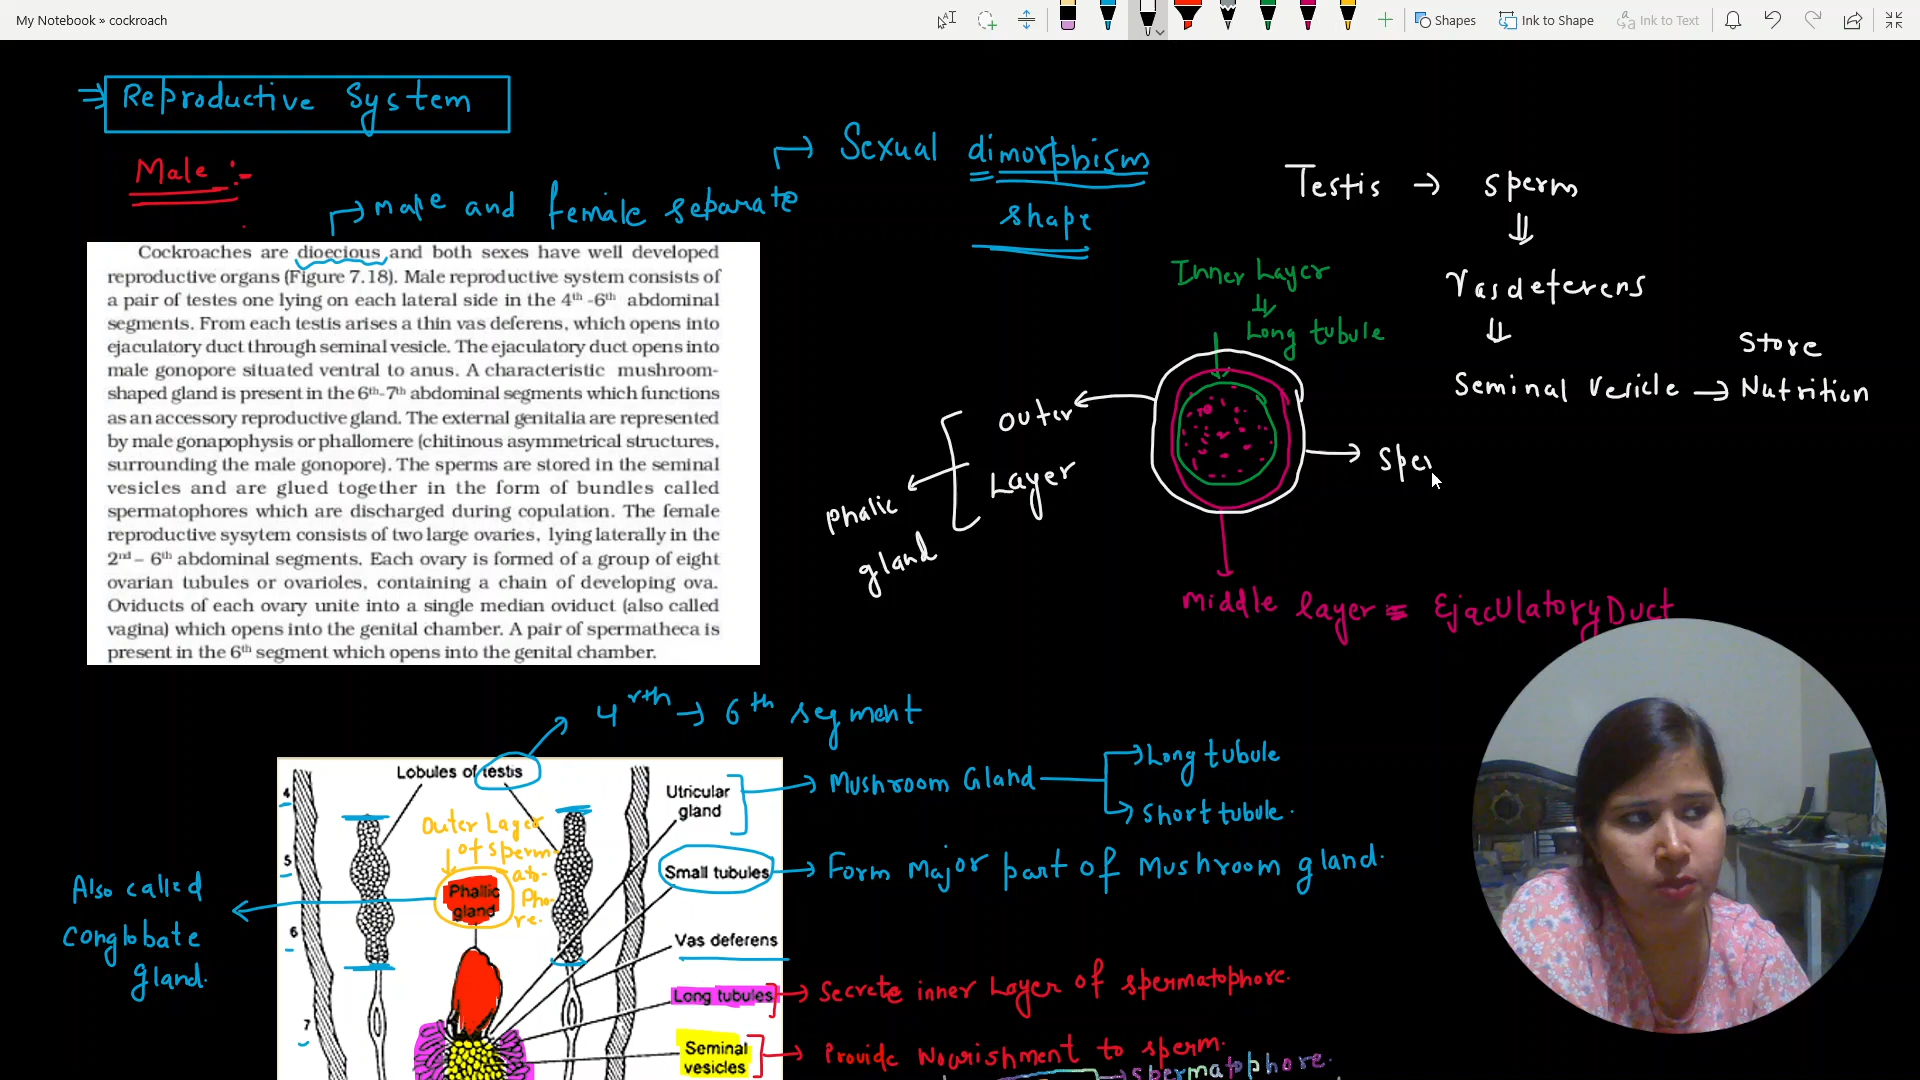 My Notebook » cockroach
Shapes
Ink to Shape
Ink to Text
⇒ Reproductive System
Male :-
→ male and female separate
→ Sexual dimorphism
shape
Cockroaches are dioecious and both sexes have well developed
reproductive organs (Figure 7.18). Male reproductive system consists of
a pair of testes one lying on each lateral side in the 4th -6th abdominal
segments. From each testis arises a thin vas deferens, which opens into
ejaculatory duct through seminal vesicle. The ejaculatory duct opens into
male gonopore situated ventral to anus. A characteristic mushroom-
shaped gland is present in the 6th-7th abdominal segments which functions
as an accessory reproductive gland. The external genitalia are represented
by male gonapophysis or phallomere (chitinous asymmetrical structures,
surrounding the male gonopore). The sperms are stored in the seminal
vesicles and are glued together in the form of bundles called
spermatophores which are discharged during copulation. The female
reproductive sysytem consists of two large ovaries, lying laterally in the
2nd – 6th abdominal segments. Each ovary is formed of a group of eight
ovarian tubules or ovarioles, containing a chain of developing ova.
Oviducts of each ovary unite into a single median oviduct (also called
vagina) which opens into the genital chamber. A pair of spermatheca is
present in the 6th segment which opens into the genital chamber.
Testis → sperm
⇓
Vasdeferens
⇓
Seminal Vesicle →
Store
Nutrition
Inner Layer
⇓
Long tubule
Outer
Layer
Phalic
gland
→ Sper
middle layer = Ejaculatory Duct
4rth → 6th segment
Lobules of testis
4
5
6
7
Utricular
gland
→ Mushroom Gland
→ Long tubule
→ Short tubule.
Outer Layer
of sperm-
ato-
Pho-
re.
Phallic
gland
Small tubules
→ Form Major part of Mushroom gland.
Also called
conglobate
gland.
Vas deferens
Long tubules
→ Secrete inner Layer of spermatophore.
Seminal
vesicles
→ Provide Nourishment to sperm.
→ spermatophore.